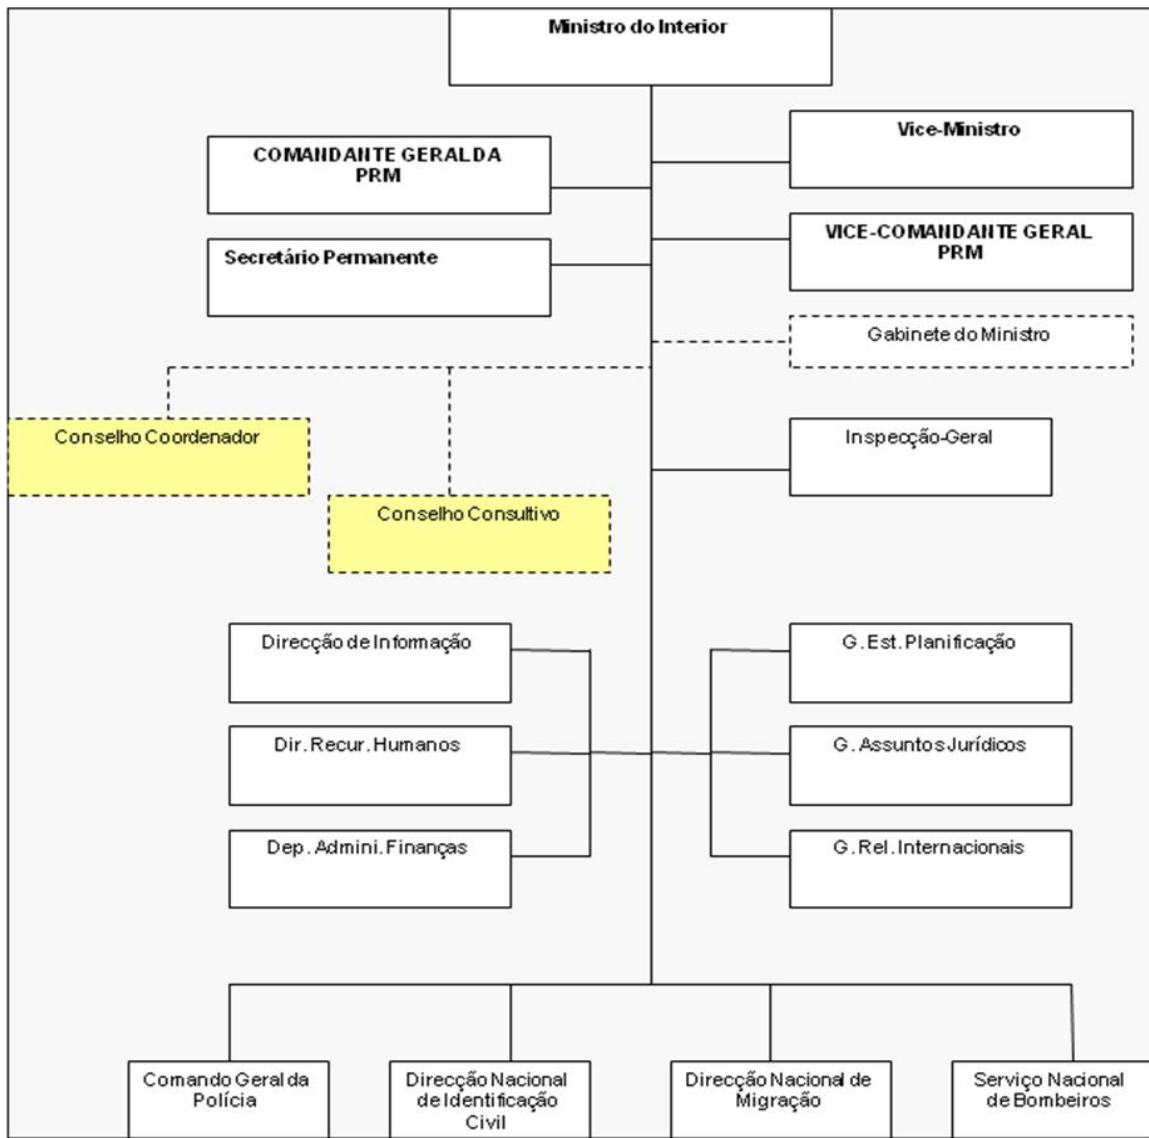 Ministro do Interior
Vice-Ministro
COMANDANTE GERAL DA
PRM
VICE-COMANDANTE GERAL
PRM
Secretário Permanente
Gabinete do Ministro
Conselho Coordenador
Inspecção-Geral
Conselho Consultivo
Direcção de Informação
G. Est. Planificação
Dir. Recur. Humanos
G. Assuntos Jurídicos
Dep. Admini. Finanças
G. Rel. Internacionais
Comando Geral da
Polícia
Direcção Nacional
de Identificação
Civil
Direcção Nacional de
Migração
Serviço Nacional
de Bombeiros